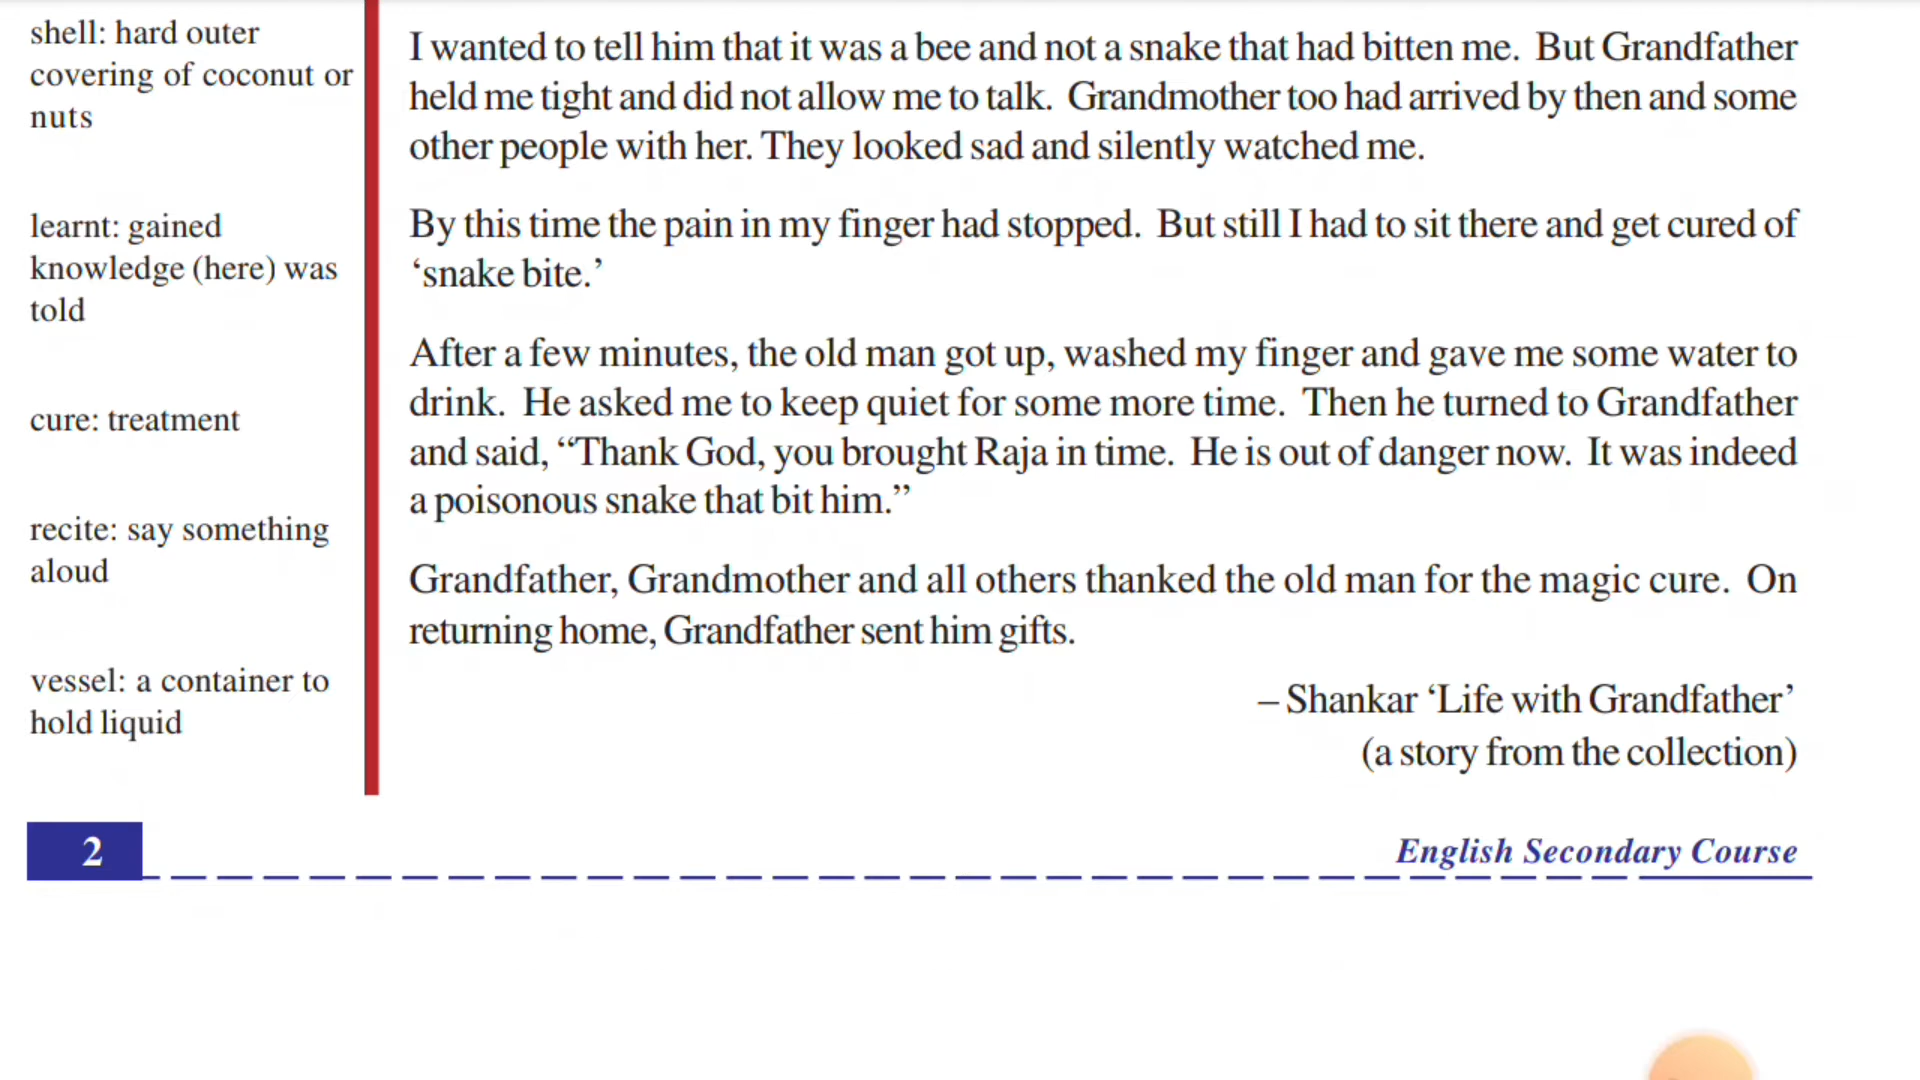 shell: hard outer
covering of coconut or
nuts
learnt: gained
knowledge (here) was
told
cure: treatment
recite: say something
aloud
vessel: a container to
hold liquid
I wanted to tell him that it was a bee and not a snake that had bitten me. But Grandfather
held me tight and did not allow me to talk. Grandmother too had arrived by then and some
other people with her. They looked sad and silently watched me.
By this time the pain in my finger had stopped. But still I had to sit there and get cured of
‘snake bite.’
After a few minutes, the old man got up, washed my finger and gave me some water to
drink. He asked me to keep quiet for some more time. Then he turned to Grandfather
and said, “Thank God, you brought Raja in time. He is out of danger now. It was indeed
a poisonous snake that bit him.”
Grandfather, Grandmother and all others thanked the old man for the magic cure. On
returning home, Grandfather sent him gifts.
– Shankar ‘Life with Grandfather’
(a story from the collection)
2
English Secondary Course